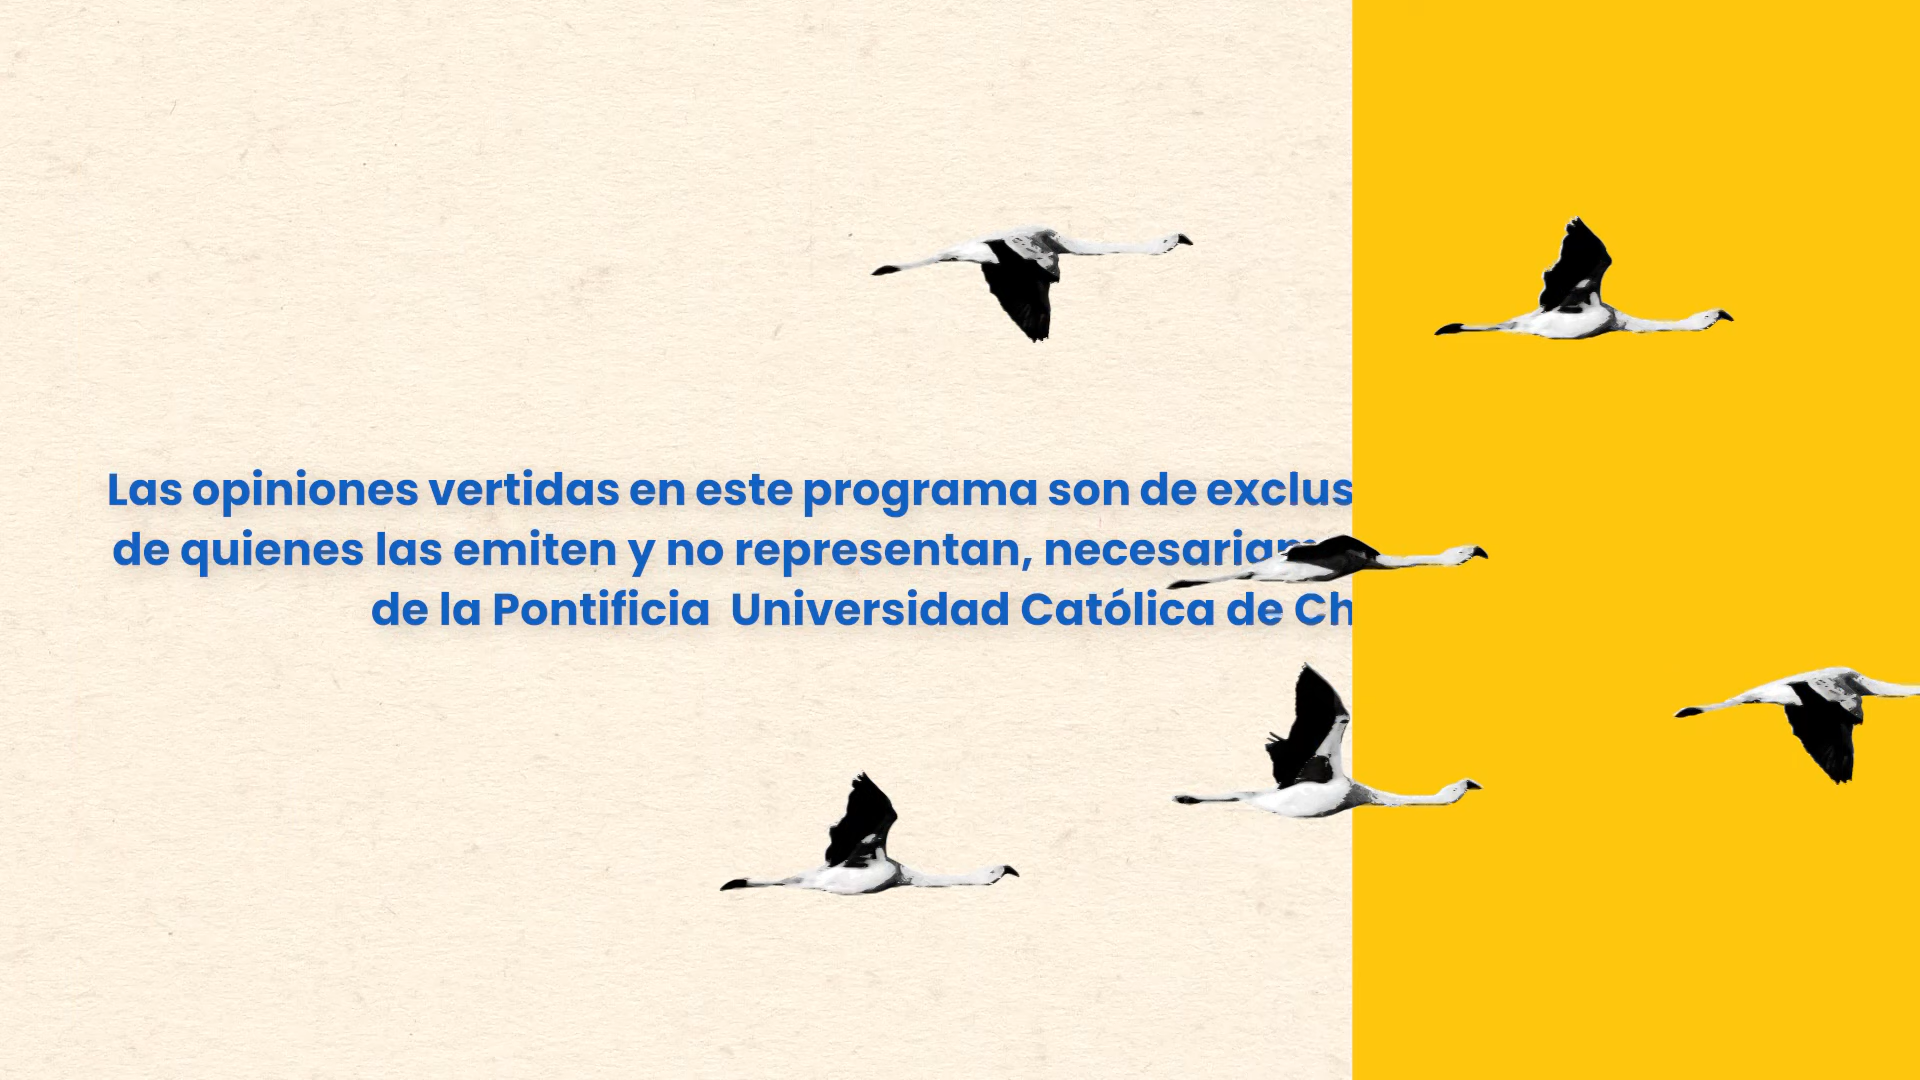 Las opiniones vertidas en este programa son de exclus
de quienes las emiten y no representan, necesariam
de la Pontificia Universidad Católica de Ch